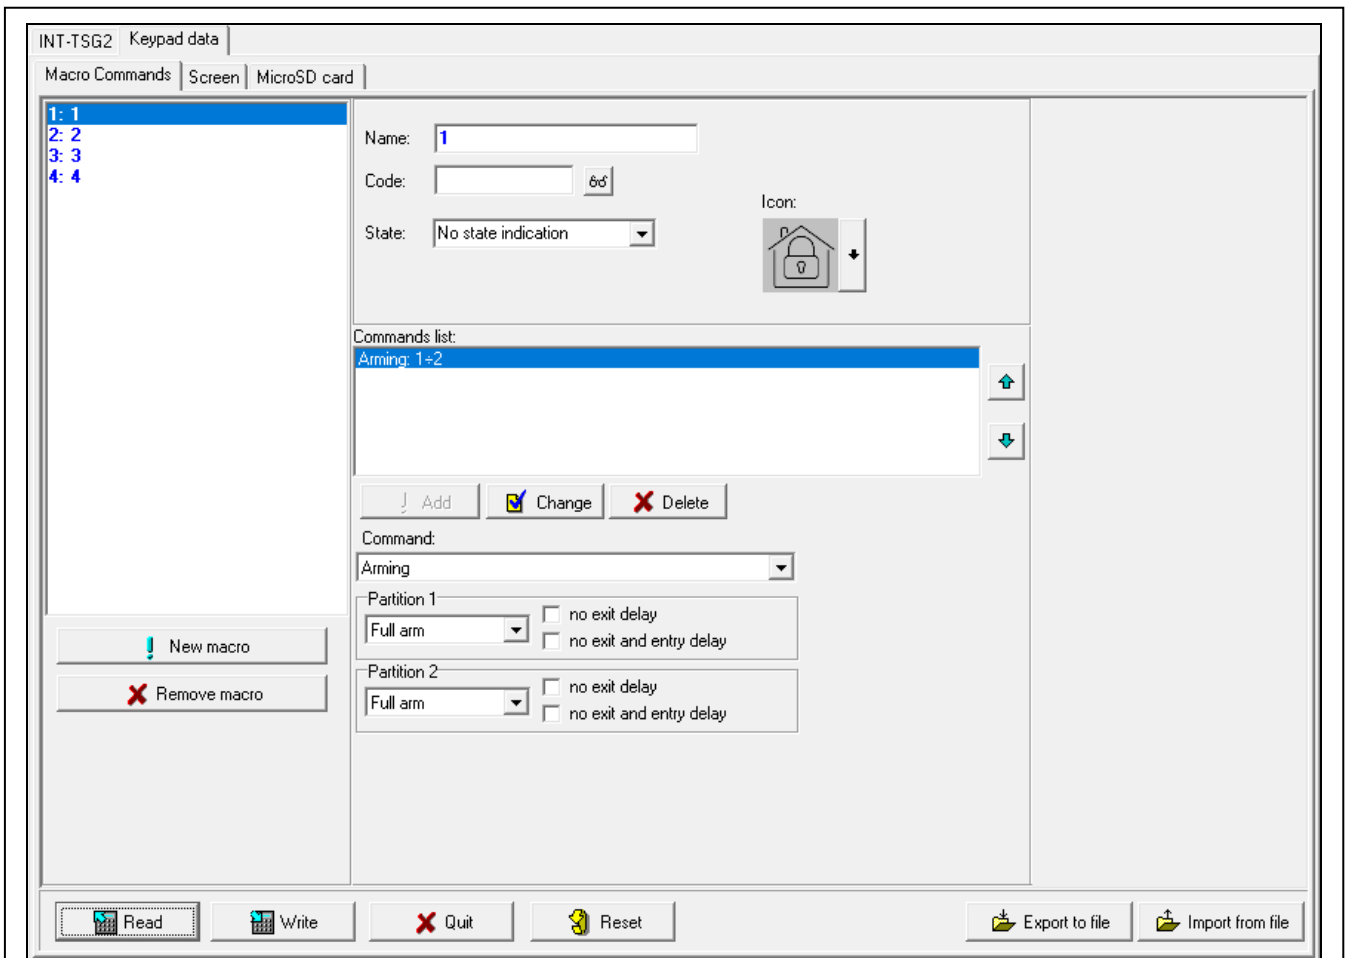 INT-TSG2 Keypad data
Macro Commands Screen MicroSD card
1: 1
2: 2
3: 3
4: 4
Name: 1
Code:
State: No state indication
Icon:
Commands list:
Arming: 1÷2
Add Change Delete
Command:
Arming
Partition 1
Full arm
no exit delay
no exit and entry delay
Partition 2
Full arm
no exit delay
no exit and entry delay
New macro
Remove macro
Read Write Quit Reset Export to file Import from file